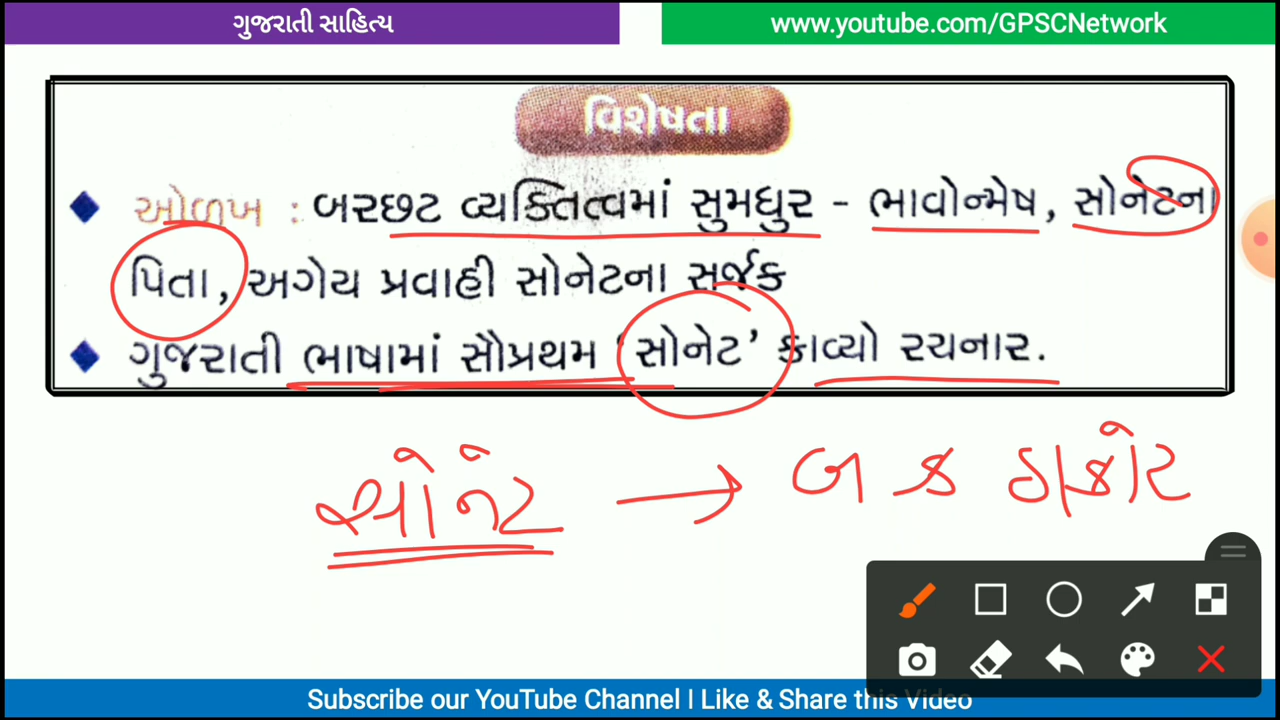 ગુજરાતી સાહિત્ય
www.youtube.com/GPSCNetwork
વિશેષતા
ઓળખ : બરછટ વ્યક્તિત્વમાં સુમધુર - ભાવોન્મેષ, સોનેટના
પિતા, અગેય પ્રવાહી સોનેટના સર્જક
ગુજરાતી ભાષામાં સૌપ્રથમ 'સોનેટ' કાવ્યો રચનાર.
સોનેટ → બ ક ઠાકોર
Subscribe our YouTube Channel | Like & Share this Video